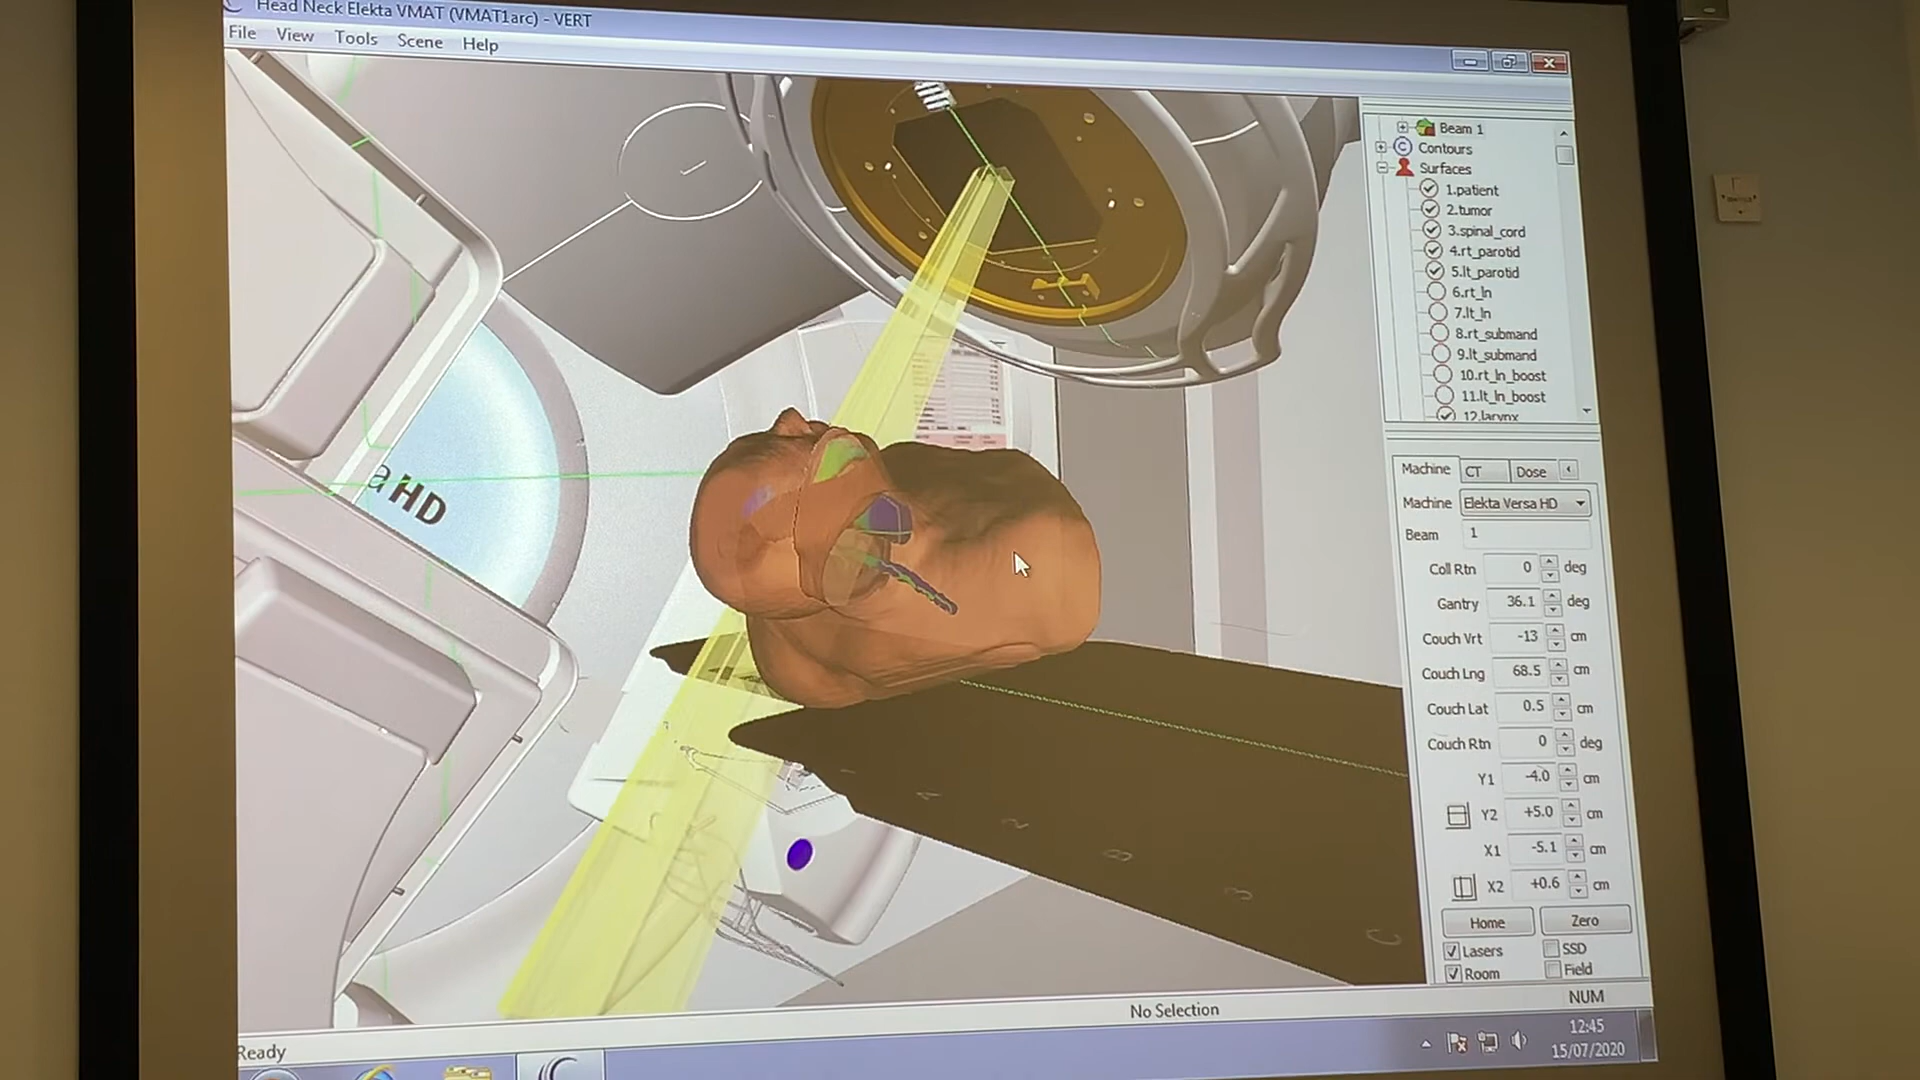 Head Neck Elekta VMAT (VMAT1arc) - VERT
File View Tools Scene Help
Beam 1
Contours
Surfaces
1.patient
2.tumor
3.spinal_cord
4.rt_parotid
5.lt_parotid
6.rt_ln
7.lt_ln
8.rt_submand
9.lt_submand
10.rt_ln_boost
11.lt_ln_boost
12.larynx
aHD
Machine CT Dose
Machine Elekta Versa HD
Beam 1
Coll Rtn 0 deg
Gantry 36.1 deg
Couch Vrt -13 cm
Couch Lng 68.5 cm
Couch Lat 0.5 cm
Couch Rtn 0 deg
Y1 -4.0 cm
Y2 +5.0 cm
X1 -5.1 cm
X2 +0.6 cm
Home Zero
Lasers SSD
Room Field
A
2
B
3
C
No Selection
NUM
Ready
12:45
15/07/2020